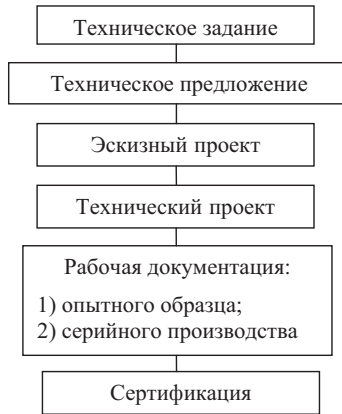 Техническое задание
Техническое предложение
Эскизный проект
Технический проект
Рабочая документация:
1) опытного образца;
2) серийного производства
Сертификация